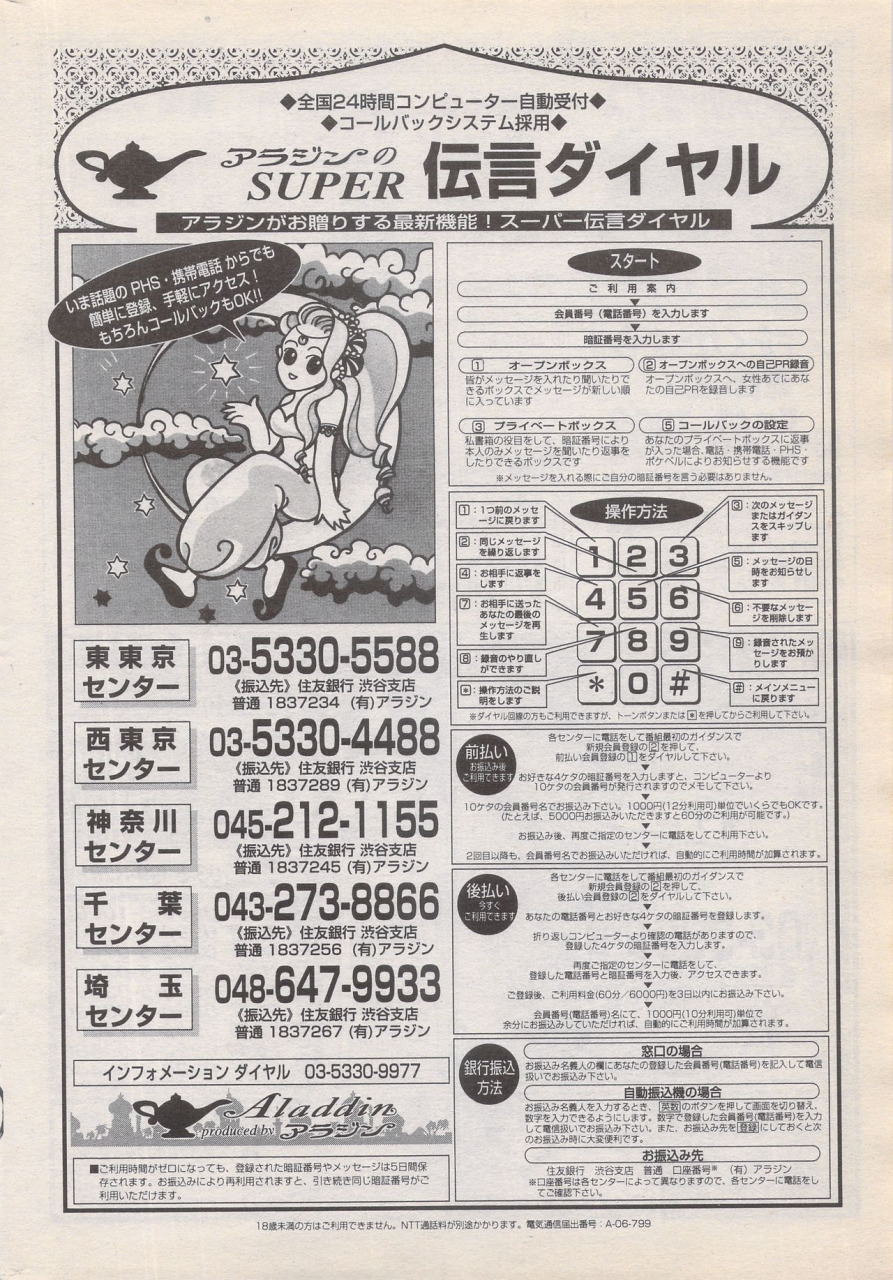 ◆全国24時間コンピューター自動受付◆
◆コールバックシステム採用◆
アラジンの
SUPER 伝言ダイヤル
アラジンがお贈りする最新機能！スーパー伝言ダイヤル
いま話題の PHS・携帯電話 からでも
簡単に登録、手軽にアクセス！
もちろんコールバックもOK!!
東東京
センター
03-5330-5588
《振込先》住友銀行 渋谷支店
普通 1837234 (有)アラジン
西東京
センター
03-5330-4488
《振込先》住友銀行 渋谷支店
普通 1837289 (有)アラジン
神奈川
センター
045-212-1155
《振込先》住友銀行 渋谷支店
普通 1837245 (有)アラジン
千 葉
センター
043-273-8866
《振込先》住友銀行 渋谷支店
普通 1837256 (有)アラジン
埼 玉
センター
048-647-9933
《振込先》住友銀行 渋谷支店
普通 1837267 (有)アラジン
インフォメーション ダイヤル 03-5330-9977
Aladdin
produced by アラジン
■ご利用時間がゼロになっても、登録された暗証番号やメッセージは5日間保
存されます。お振込みにより再利用されますと、引き続き同じ暗証番号がご
利用いただけます。
スタート
ご利用案内
▼
会員番号（電話番号）を入力します
▼
暗証番号を入力します
1 オープンボックス
皆がメッセージを入れたり聞いたりで
きるボックスでメッセージが新しい順
に入っています
2 オープンボックスへの自己PR録音
オープンボックスへ、女性あてにあな
たの自己PRを録音します
3 プライベートボックス
私書箱の役目をして、暗証番号により
本人のみメッセージを聞いたり返事を
したりできるボックスです
5 コールバックの設定
あなたのプライベートボックスに返事
が入った場合、電話・携帯電話・PHS・
ポケベルによりお知らせする機能です
※メッセージを入れる際にご自分の暗証番号を言う必要はありません。
操作方法
1：1つ前のメッセ
ージに戻ります
2：同じメッセージ
を繰り返します
4：お相手に返事を
します
7：お相手に送った
あなたの最後の
メッセージを再
生します
8：録音のやり直し
ができます
*：操作方法のご説
明をします
1 2 3
4 5 6
7 8 9
* 0 #
3：次のメッセージ
またはガイダン
スをスキップし
ます
5：メッセージの日
時をお知らせし
ます
6：不要なメッセー
ジを削除します
9：録音されたメッ
セージをお預か
りします
#：メインメニュー
に戻ります
※ダイヤル回線の方もご利用できますが、トーンボタンまたは*を押してからご利用して下さい。
前払い
お振込み後
ご利用できます
各センターに電話をして番組最初のガイダンスで
新規会員登録の2を押して、
前払い会員登録の1をダイヤルして下さい。
▼
お好きな4ケタの暗証番号を入力しますと、コンピューターより
10ケタの会員番号が発行されますのでメモして下さい。
▼
10ケタの会員番号名でお振込み下さい。1000円(12分利用可)単位でいくらでもOKです。
(たとえば、5000円お振込みいただきますと60分のご利用が可能です。)
▼
お振込み後、再度ご指定のセンターに電話をしてご利用下さい。
▼
2回目以降も、会員番号名でお振込みいただければ、自動的にご利用時間が加算されます。
後払い
今すぐ
ご利用できます
各センターに電話をして番組最初のガイダンスで
新規会員登録の2を押して、
後払い会員登録の2をダイヤルして下さい。
▼
あなたの電話番号とお好きな4ケタの暗証番号を登録します。
▼
折り返しコンピューターより確認の電話がありますので、
登録した4ケタの暗証番号を入力します。
▼
再度ご指定のセンターに電話をして、
登録した電話番号と暗証番号を入力後、アクセスできます。
▼
ご登録後、ご利用料金(60分／6000円)を3日以内にお振込み下さい。
▼
会員番号(電話番号)名にて、1000円(10分利用可)単位で
余分にお振込みしていただければ、自動的にご利用時間が加算されます。
銀行振込
方法
窓口の場合
お振込み名義人の欄にあなたの登録した会員番号(電話番号)を記入して電信
扱いでお振込み下さい。
自動振込機の場合
お振込み名義人を入力するとき、英数のボタンを押して画面を切り替え、
数字を入力できるようにします。数字で登録した会員番号(電話番号)を入力
して電信扱いでお振込み下さい。また、お振込み先を登録にしておくと次
のお振込み時に大変便利です。
お振込み先
住友銀行 渋谷支店 普通 口座番号* （有）アラジン
※口座番号は各センターによって異なりますので、各センターに電話をし
てご確認下さい。
18歳未満の方はご利用できません。NTT通話料が別途かかります。電気通信届出番号：A-06-799